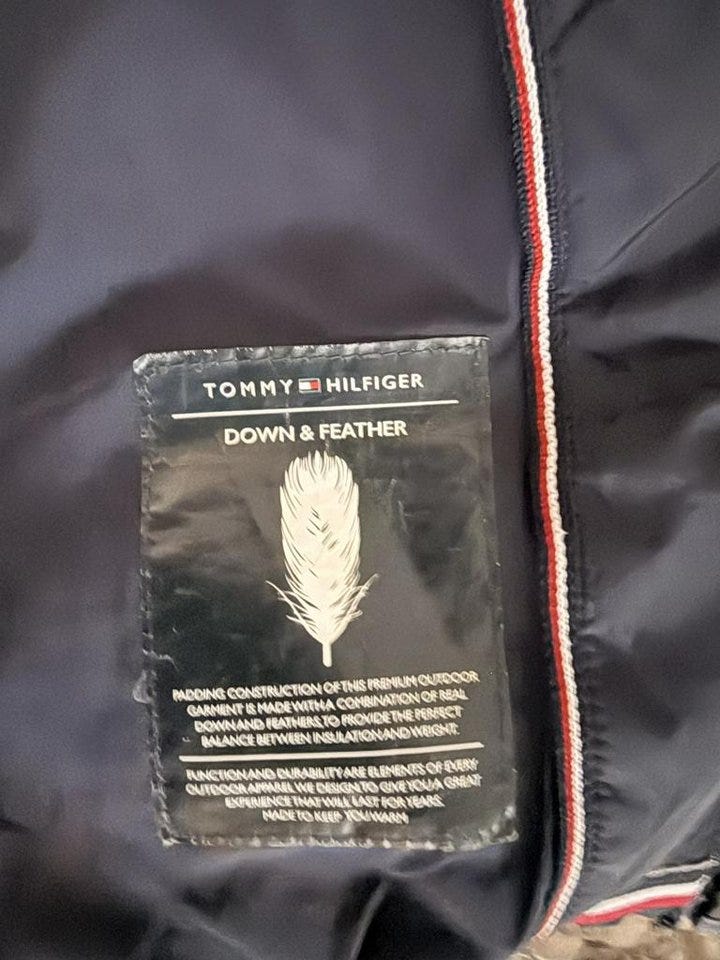 TOMMY HILFIGER
DOWN & FEATHER
PADDING CONSTRUCTION OF THIS PREMIUM OUTDOOR
GARMENT IS MADE WITH A COMBINATION OF REAL
DOWN AND FEATHERS, TO PROVIDE THE PERFECT
BALANCE BETWEEN INSULATION AND WEIGHT.
FUNCTION AND DURABILITY ARE ELEMENTS OF EVERY
OUTDOOR APPAREL WE DESIGN TO GIVE YOU A GREAT
EXPERIENCE THAT WILL LAST FOR YEARS.
MADE TO KEEP YOU WARM